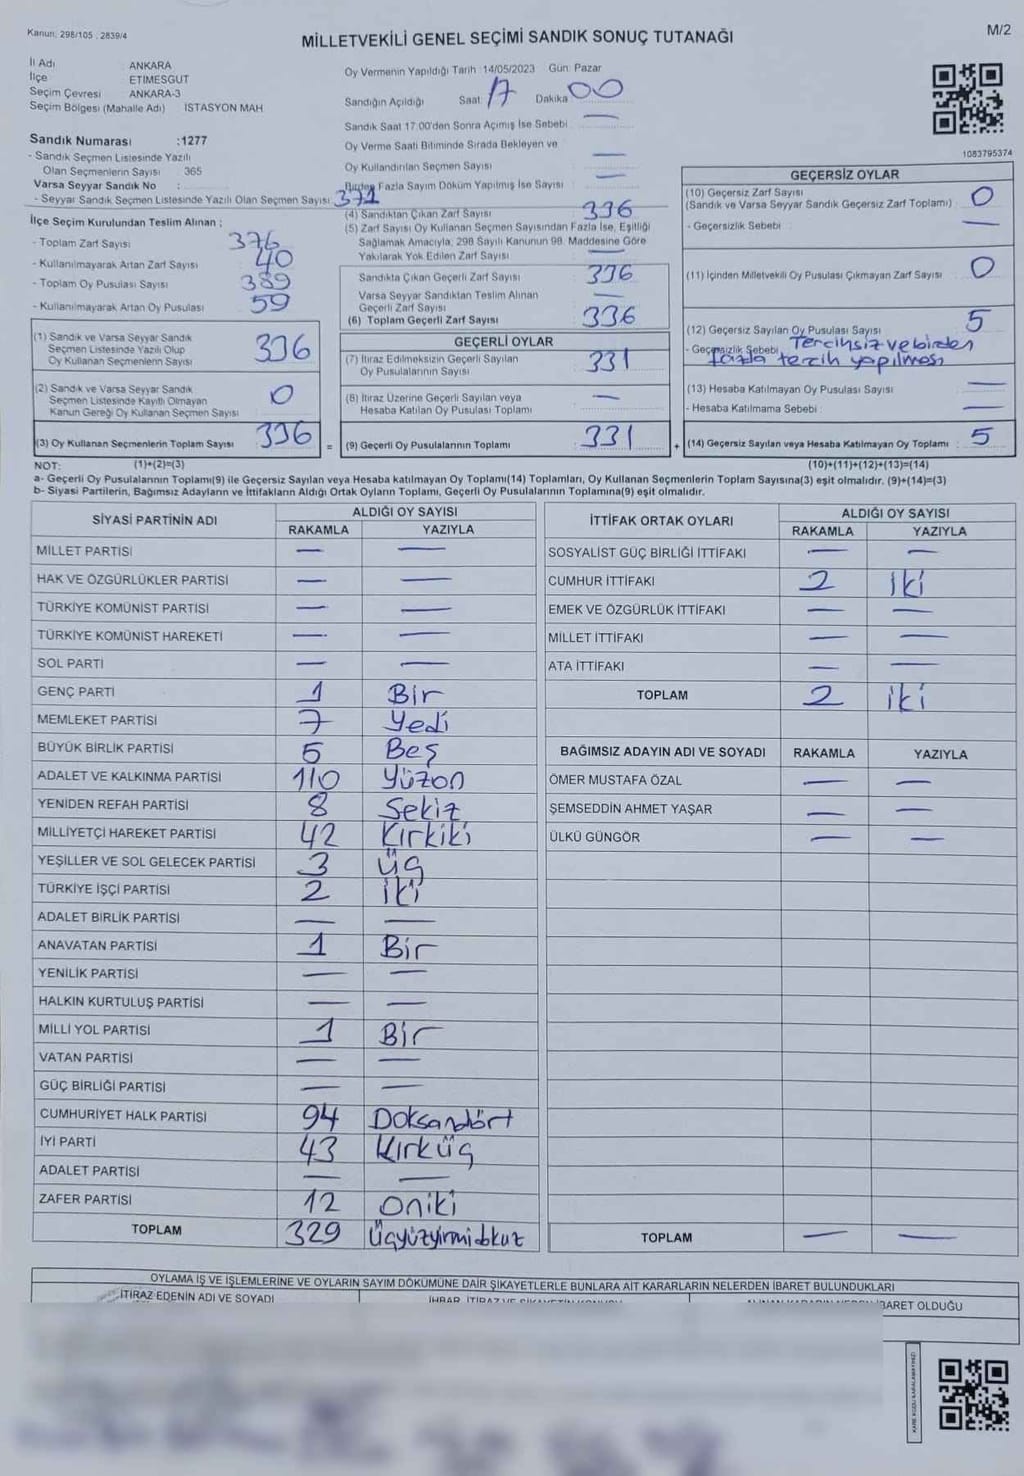 Kanun: 298/105 , 2839/4
MİLLETVEKİLİ GENEL SEÇİMİ SANDIK SONUÇ TUTANAĞI
M/2
İl Adı ANKARA
İlçe ETIMESGUT
Seçim Çevresi ANKARA-3
Seçim Bölgesi (Mahalle Adı) İSTASYON MAH
Sandık Numarası :1277
- Sandık Seçmen Listesinde Yazılı
Olan Seçmenlerin Sayısı 365
Varsa Seyyar Sandık No :
- Seyyar Sandık Seçmen Listesinde Yazılı Olan Seçmen Sayısı 371
Oy Vermenin Yapıldığı Tarih :14/05/2023 Gün: Pazar
Sandığın Açıldığı Saat: 17 Dakika 00
Sandık Saat 17:00'den Sonra Açımış İse Sebebi —
Oy Verme Saati Bitiminde Sırada Bekleyen ve
Oy Kullandırılan Seçmen Sayısı —
Birden Fazla Sayım Döküm Yapılmış İse Sayısı —
1083795374
İlçe Seçim Kurulundan Teslim Alınan ;
- Toplam Zarf Sayısı 376
- Kullanılmayarak Artan Zarf Sayısı 40
- Toplam Oy Pusulası Sayısı 389
- Kullanılmayarak Artan Oy Pusulası 59
(1) Sandık ve Varsa Seyyar Sandık
Seçmen Listesinde Yazılı Olup
Oy Kullanan Seçmenlerin Sayısı 336
(2) Sandık ve Varsa Seyyar Sandık
Seçmen Listesinde Kayıtlı Olmayan
Kanun Gereği Oy Kullanan Seçmen Sayısı 0
(3) Oy Kullanan Seçmenlerin Toplam Sayısı 336 =
(4) Sandıktan Çıkan Zarf Sayısı 336
(5) Zarf Sayısı Oy Kullanan Seçmen Sayısından Fazla İse, Eşitliği
Sağlamak Amacıyla, 298 Sayılı Kanunun 98. Maddesine Göre
Yakılarak Yok Edilen Zarf Sayısı —
Sandıkta Çıkan Geçerli Zarf Sayısı 336
Varsa Seyyar Sandıktan Teslim Alınan
Geçerli Zarf Sayısı —
(6) Toplam Geçerli Zarf Sayısı 336
GEÇERLİ OYLAR
(7) İtiraz Edilmeksizin Geçerli Sayılan
Oy Pusulalarının Sayısı 331
(8) İtiraz Üzerine Geçerli Sayılan veya
Hesaba Katılan Oy Pusulası Toplamı —
(9) Geçerli Oy Pusulalarının Toplamı 331 +
GEÇERSİZ OYLAR
(10) Geçersiz Zarf Sayısı
(Sandık ve Varsa Seyyar Sandık Geçersiz Zarf Toplamı) 0
- Geçersizlik Sebebi : —
(11) İçinden Milletvekili Oy Pusulası Çıkmayan Zarf Sayısı 0
(12) Geçersiz Sayılan Oy Pusulası Sayısı 5
- Geçersizlik Sebebi Tercihsiz ve birden
fazla tercih yapılması
(13) Hesaba Katılmayan Oy Pusulası Sayısı —
- Hesaba Katılmama Sebebi : —
(14) Geçersiz Sayılan veya Hesaba Katılmayan Oy Toplamı 5
NOT: (1)+(2)=(3) (10)+(11)+(12)+(13)=(14)
a- Geçerli Oy Pusulalarının Toplamı(9) ile Geçersiz Sayılan veya Hesaba katılmayan Oy Toplamı(14) Toplamları, Oy Kullanan Seçmenlerin Toplam Sayısına(3) eşit olmalıdır. (9)+(14)=(3)
b- Siyasi Partilerin, Bağımsız Adayların ve İttifakların Aldığı Ortak Oyların Toplamı, Geçerli Oy Pusulalarının Toplamına(9) eşit olmalıdır.
SİYASİ PARTİNİN ADI ALDIĞI OY SAYISI
RAKAMLA YAZIYLA
MİLLET PARTİSİ — —
HAK VE ÖZGÜRLÜKLER PARTİSİ — —
TÜRKİYE KOMÜNİST PARTİSİ — —
TÜRKİYE KOMÜNİST HAREKETİ — —
SOL PARTİ — —
GENÇ PARTİ 1 Bir
MEMLEKET PARTİSİ 7 Yedi
BÜYÜK BİRLİK PARTİSİ 5 Beş
ADALET VE KALKINMA PARTİSİ 110 Yüzon
YENİDEN REFAH PARTİSİ 8 Sekiz
MİLLİYETÇİ HAREKET PARTİSİ 42 Kırkiki
YEŞİLLER VE SOL GELECEK PARTİSİ 3 Üç
TÜRKİYE İŞÇİ PARTİSİ 2 İki
ADALET BİRLİK PARTİSİ — —
ANAVATAN PARTİSİ 1 Bir
YENİLİK PARTİSİ — —
HALKIN KURTULUŞ PARTİSİ — —
MİLLİ YOL PARTİSİ 1 Bir
VATAN PARTİSİ — —
GÜÇ BİRLİĞİ PARTİSİ — —
CUMHURİYET HALK PARTİSİ 94 Doksandört
İYİ PARTİ 43 Kırküç
ADALET PARTİSİ — —
ZAFER PARTİSİ 12 Oniki
TOPLAM 329 Üçyüzyirmidokuz
İTTİFAK ORTAK OYLARI ALDIĞI OY SAYISI
RAKAMLA YAZIYLA
SOSYALİST GÜÇ BİRLİĞİ İTTİFAKI — —
CUMHUR İTTİFAKI 2 İki
EMEK VE ÖZGÜRLÜK İTTİFAKI — —
MİLLET İTTİFAKI — —
ATA İTTİFAKI — —
TOPLAM 2 İki
BAĞIMSIZ ADAYIN ADI VE SOYADI RAKAMLA YAZIYLA
ÖMER MUSTAFA ÖZAL — —
ŞEMSEDDİN AHMET YAŞAR — —
ÜLKÜ GÜNGÖR — —
TOPLAM — —
OYLAMA İŞ VE İŞLEMLERİNE VE OYLARIN SAYIM DÖKÜMÜNE DAİR ŞİKAYETLERLE BUNLARA AİT KARARLARIN NELERDEN İBARET BULUNDUKLARI
İTİRAZ EDENİN ADI VE SOYADI
İBARET OLDUĞU